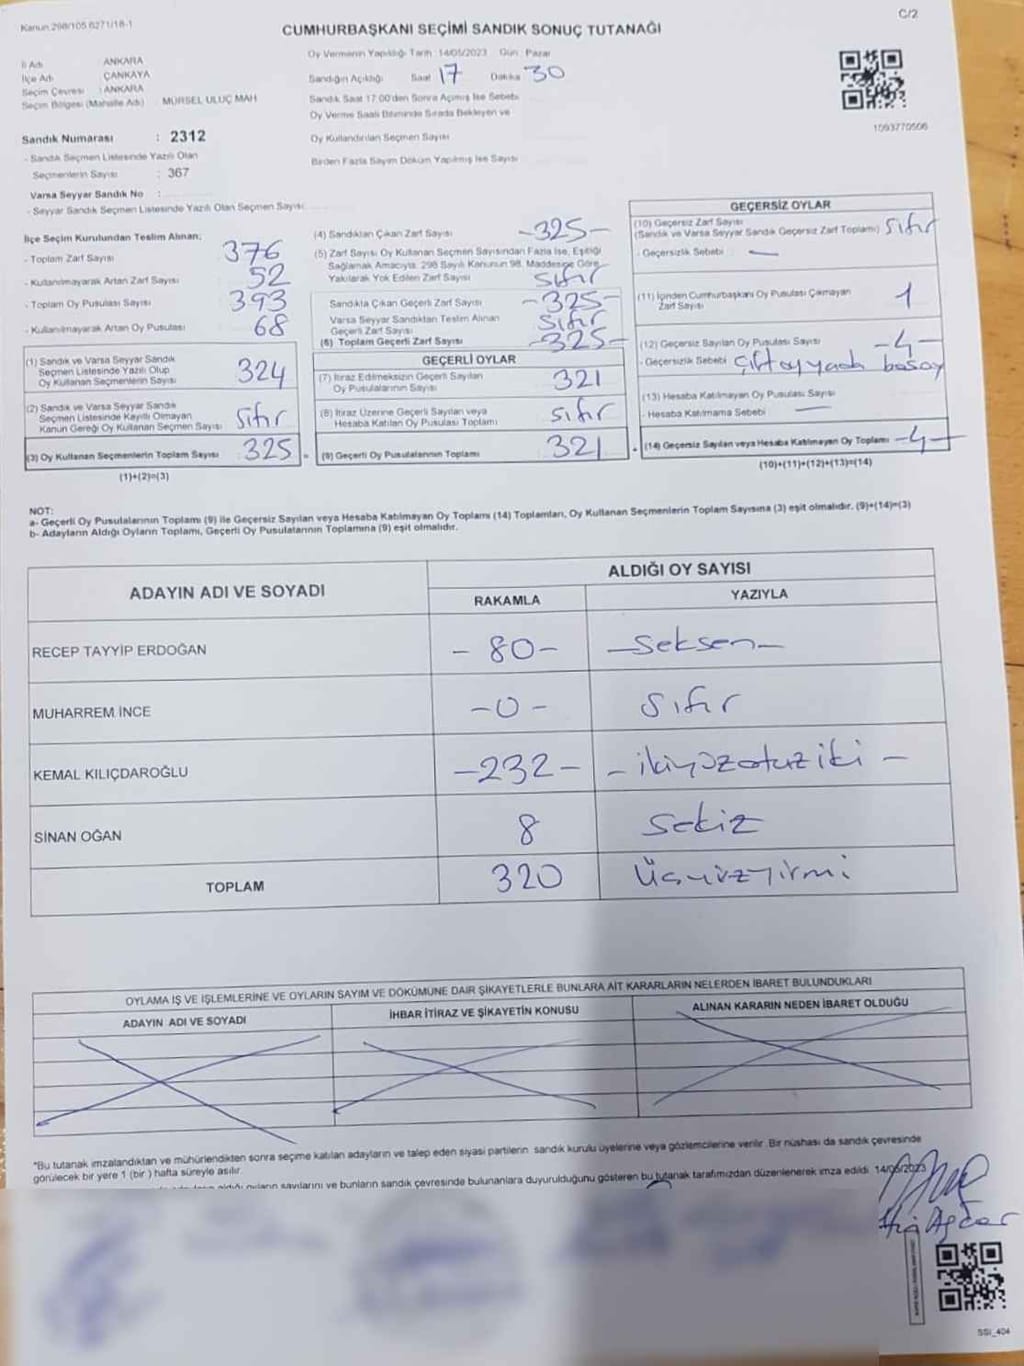 Kanun 298/105 6271/18-1
C/2
CUMHURBAŞKANI SEÇİMİ SANDIK SONUÇ TUTANAĞI
İl Adı : ANKARA
İlçe Adı : ÇANKAYA
Seçim Çevresi : ANKARA
Seçim Bölgesi (Mahalle Adı) : MÜRSEL ULUÇ MAH
Sandık Numarası : 2312
- Sandık Seçmen Listesinde Yazılı Olan
Seçmenlerin Sayısı : 367
Varsa Seyyar Sandık No :
- Seyyar Sandık Seçmen Listesinde Yazılı Olan Seçmen Sayısı
Oy Vermenin Yapıldığı Tarih : 14/05/2023 Gün : Pazar
Sandığın Açıldığı Saat 17 Dakika 30
Sandık Saat 17:00'den Sonra Açılmış İse Sebebi
Oy Verme Saati Bitiminde Sırada Bekleyen ve
Oy Kullandırılan Seçmen Sayısı
Birden Fazla Sayım Döküm Yapılmış İse Sayısı
1093770506
İlçe Seçim Kurulundan Teslim Alınan;
- Toplam Zarf Sayısı 376
- Kullanılmayarak Artan Zarf Sayısı 52
- Toplam Oy Pusulası Sayısı 393
- Kullanılmayarak Artan Oy Pusulası 68
(1) Sandık ve Varsa Seyyar Sandık
Seçmen Listesinde Yazılı Olup
Oy Kullanan Seçmenlerin Sayısı 324
(2) Sandık ve Varsa Seyyar Sandık
Seçmen Listesinde Kayıtlı Olmayan
Kanun Gereği Oy Kullanan Seçmen Sayısı sıfır
(3) Oy Kullanan Seçmenlerin Toplam Sayısı 325
(1)+(2)=(3)
(4) Sandıktan Çıkan Zarf Sayısı -325-
(5) Zarf Sayısı Oy Kullanan Seçmen Sayısından Fazla İse, Eşitliği
Sağlamak Amacıyla, 298 Sayılı Kanunun 98. Maddesine Göre
Yakılarak Yok Edilen Zarf Sayısı sıfır
Sandıkta Çıkan Geçerli Zarf Sayısı -325-
Varsa Seyyar Sandıktan Teslim Alınan
Geçerli Zarf Sayısı sıfır
(6) Toplam Geçerli Zarf Sayısı -325-
GEÇERLİ OYLAR
(7) İtiraz Edilmeksizin Geçerli Sayılan
Oy Pusulalarının Sayısı 321
(8) İtiraz Üzerine Geçerli Sayılan veya
Hesaba Katılan Oy Pusulası Toplamı sıfır
(9) Geçerli Oy Pusulalarının Toplamı 321
GEÇERSİZ OYLAR
(10) Geçersiz Zarf Sayısı
(Sandık ve Varsa Seyyar Sandık Geçersiz Zarf Toplamı) sıfır
- Geçersizlik Sebebi : —
(11) İçinden Cumhurbaşkanı Oy Pusulası Çıkmayan
Zarf Sayısı 1
(12) Geçersiz Sayılan Oy Pusulası Sayısı -4-
- Geçersizlik Sebebi çift oy yada boş oy
(13) Hesaba Katılmayan Oy Pusulası Sayısı
- Hesaba Katılmama Sebebi : —
(14) Geçersiz Sayılan veya Hesaba Katılmayan Oy Toplamı -4-
(10)+(11)+(12)+(13)=(14)
NOT:
a- Geçerli Oy Pusulalarının Toplamı (9) ile Geçersiz Sayılan veya Hesaba Katılmayan Oy Toplamı (14) Toplamları, Oy Kullanan Seçmenlerin Toplam Sayısına (3) eşit olmalıdır. (9)+(14)=(3)
b- Adayların Aldığı Oyların Toplamı, Geçerli Oy Pusulalarının Toplamına (9) eşit olmalıdır.
ADAYIN ADI VE SOYADI
ALDIĞI OY SAYISI
RAKAMLA YAZIYLA
RECEP TAYYİP ERDOĞAN - 80 - - seksen -
MUHARREM İNCE - 0 - sıfır
KEMAL KILIÇDAROĞLU - 232 - - ikiyüzotuziki -
SİNAN OĞAN 8 sekiz
TOPLAM 320 üçyüzyirmi
OYLAMA İŞ VE İŞLEMLERİNE VE OYLARIN SAYIM VE DÖKÜMÜNE DAİR ŞİKAYETLERLE BUNLARA AİT KARARLARIN NELERDEN İBARET BULUNDUKLARI
ADAYIN ADI VE SOYADI İHBAR İTİRAZ VE ŞİKAYETİN KONUSU ALINAN KARARIN NEDEN İBARET OLDUĞU
*Bu tutanak imzalandıktan ve mühürlendikten sonra seçime katılan adayların ve talep eden siyasi partilerin sandık kurulu üyelerine veya gözlemcilerine verilir. Bir nüshası da sandık çevresinde
görülecek bir yere 1 (bir) hafta süreyle asılır.
aldığı oyların sayılarını ve bunların sandık çevresinde bulunanlara duyurulduğunu gösteren bu tutanak tarafımızdan düzenlenerek imza edildi. 14/05/2023
SSİ_404